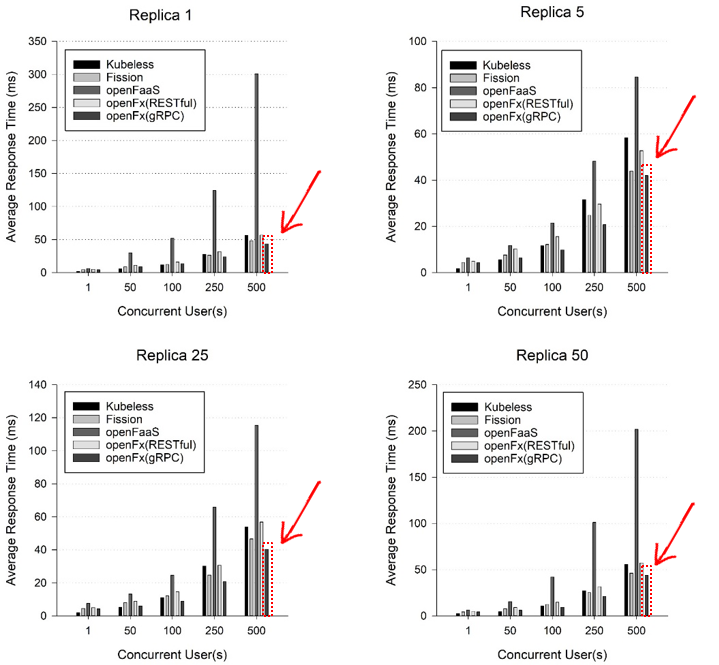 Replica 1
Average Response Time (ms)
350
300
250
200
150
100
50
0
Kubeless
Fission
openFaaS
openFx(RESTful)
openFx(gRPC)
1 50 100 250 500
Concurrent User(s)
Replica 5
Average Response Time (ms)
100
80
60
40
20
0
Kubeless
Fission
openFaaS
openFx(RESTful)
openFx(gRPC)
1 50 100 250 500
Concurrent User(s)
Replica 25
Average Response Time (ms)
140
120
100
80
60
40
20
0
Kubeless
Fission
openFaaS
openFx(RESTful)
openFx(gRPC)
1 50 100 250 500
Concurrent User(s)
Replica 50
Average Response Time (ms)
250
200
150
100
50
0
Kubeless
Fission
openFaaS
openFx(RESTful)
openFx(gRPC)
1 50 100 250 500
Concurrent User(s)